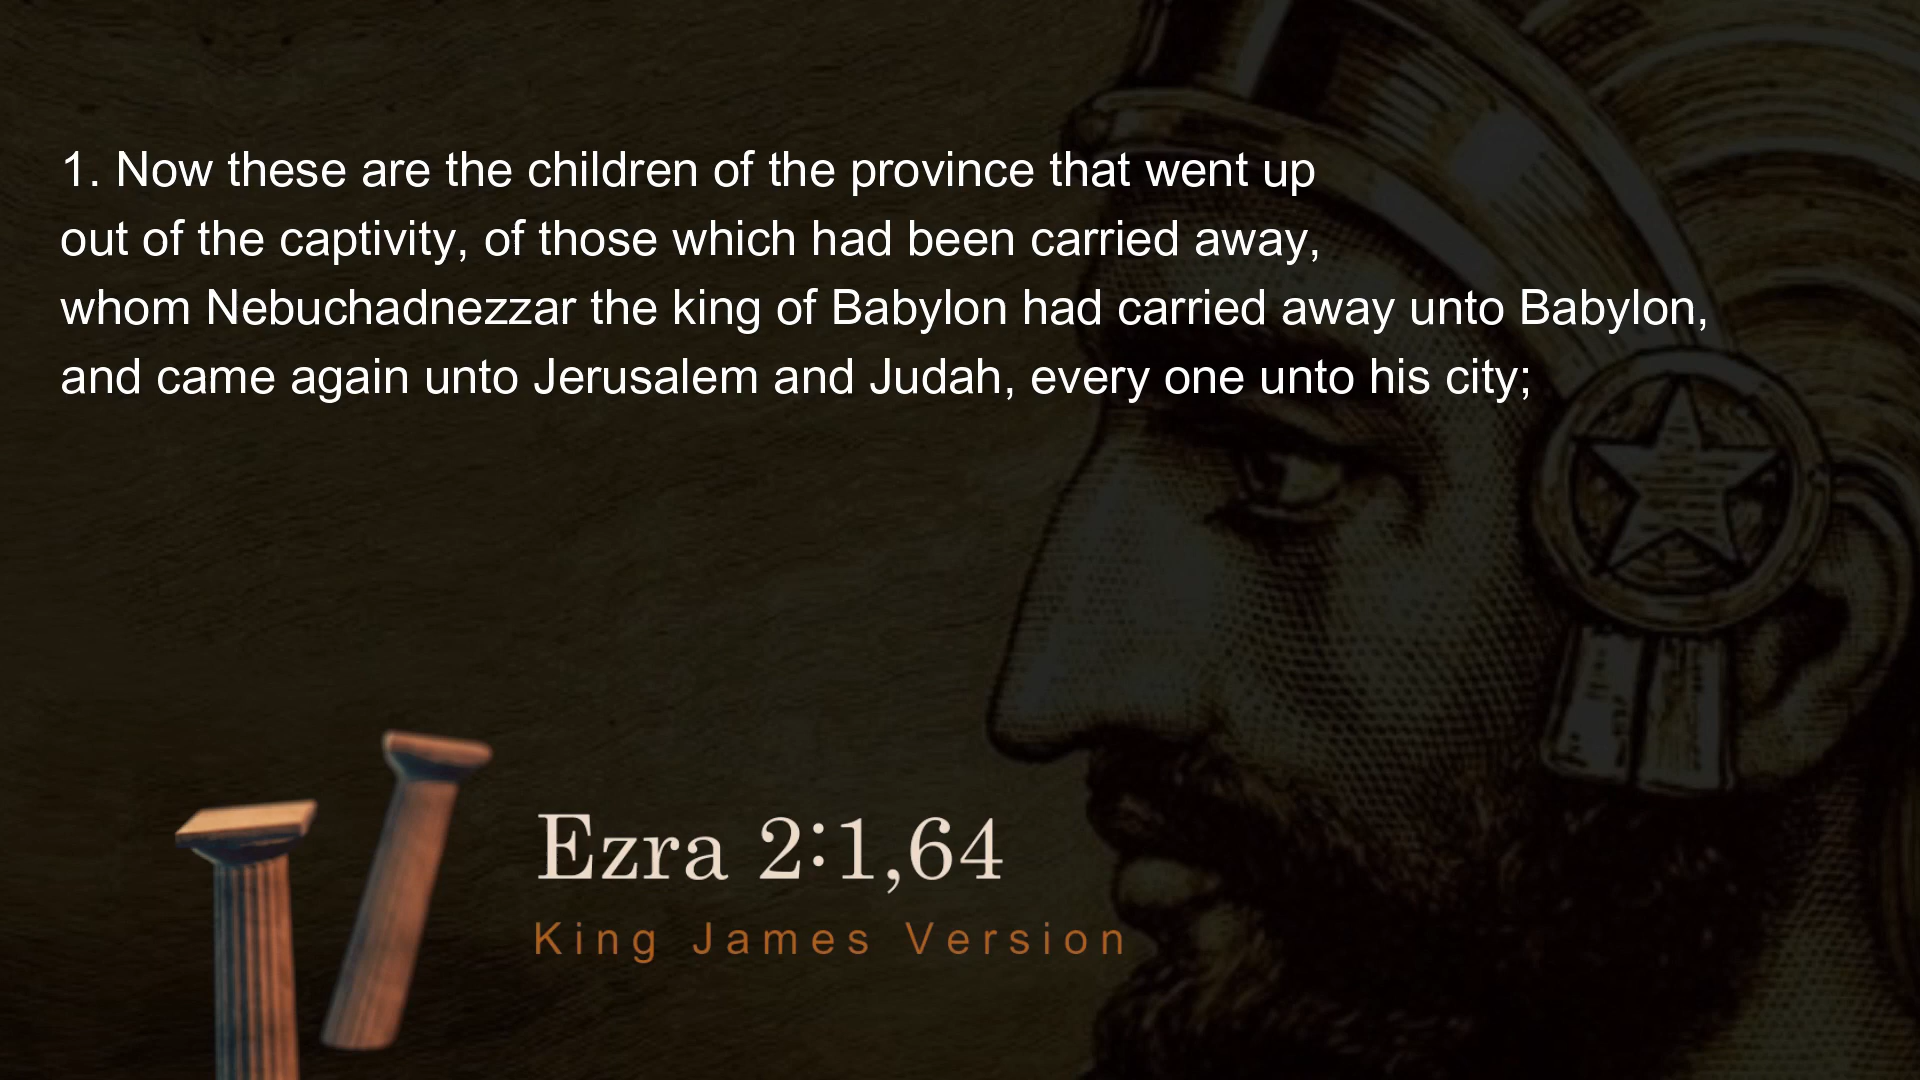 1. Now these are the children of the province that went up
out of the captivity, of those which had been carried away,
whom Nebuchadnezzar the king of Babylon had carried away unto Babylon,
and came again unto Jerusalem and Judah, every one unto his city;
Ezra 2:1,64
King James Version